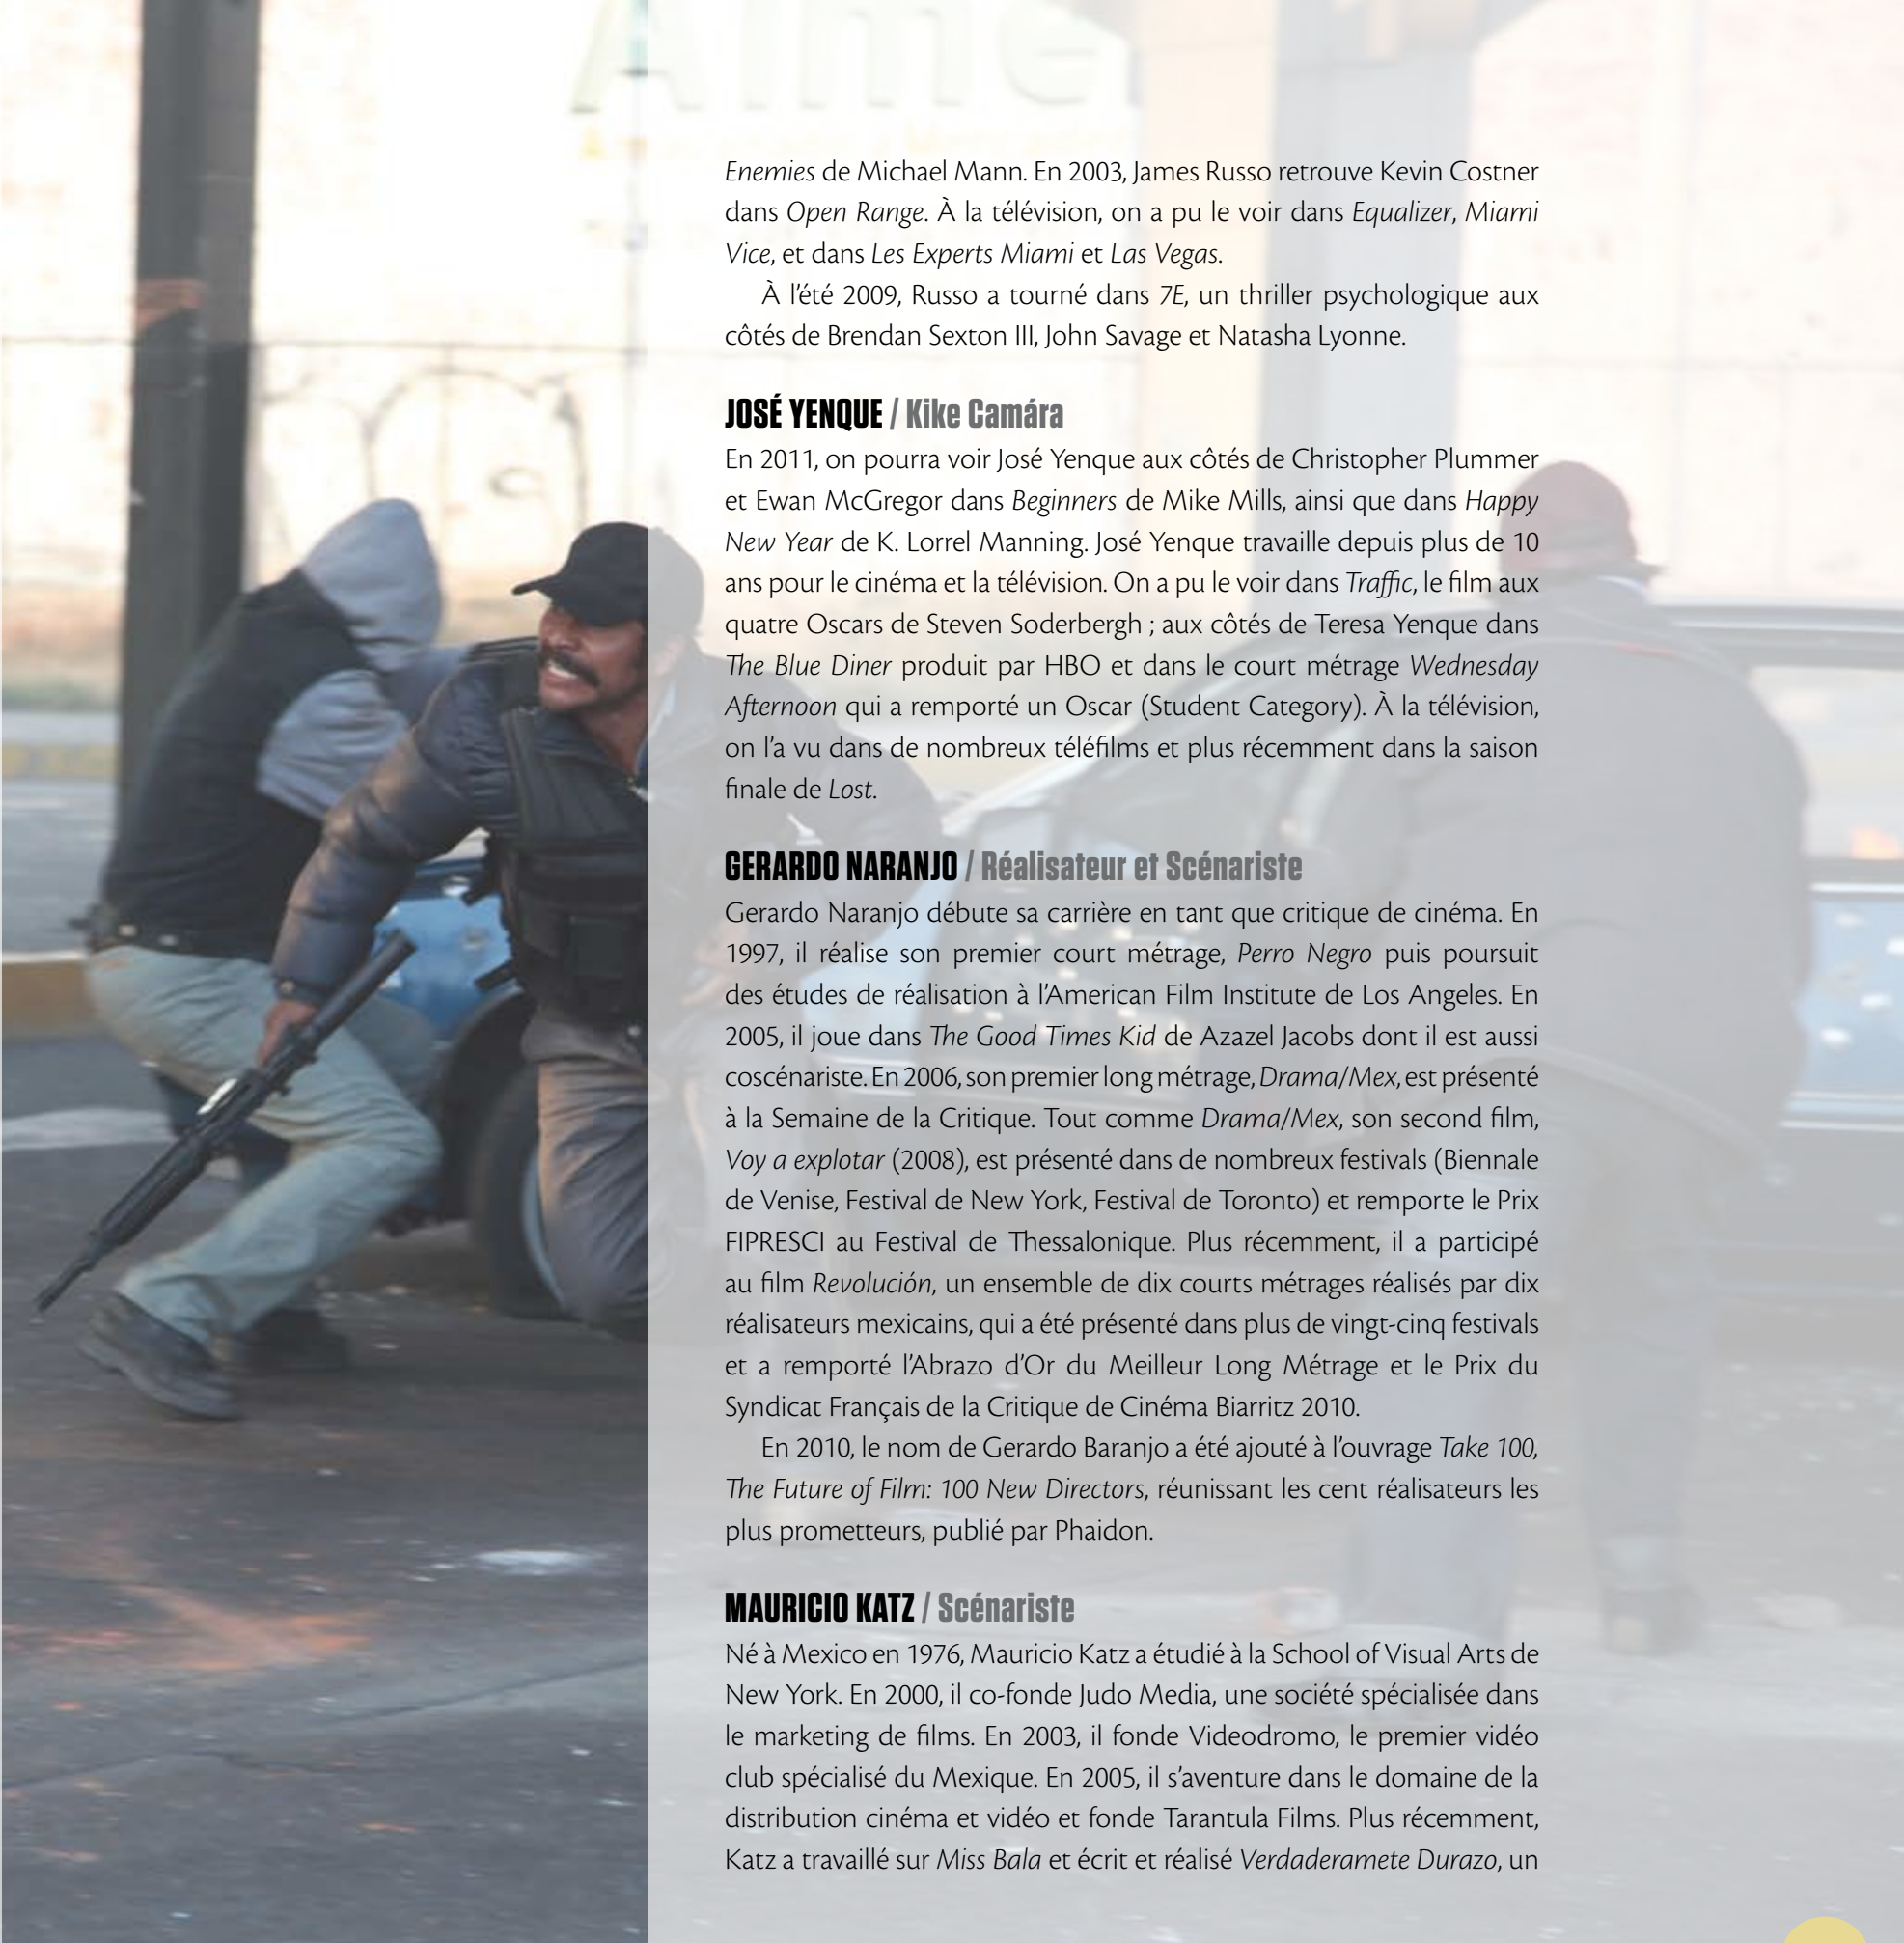 Alme
Enemies de Michael Mann. En 2003, James Russo retrouve Kevin Costner
dans Open Range. À la télévision, on a pu le voir dans Equalizer, Miami
Vice, et dans Les Experts Miami et Las Vegas.
À l’été 2009, Russo a tourné dans 7E, un thriller psychologique aux
côtés de Brendan Sexton III, John Savage et Natasha Lyonne.
JOSÉ YENQUE / Kike Camára
En 2011, on pourra voir José Yenque aux côtés de Christopher Plummer
et Ewan McGregor dans Beginners de Mike Mills, ainsi que dans Happy
New Year de K. Lorrel Manning. José Yenque travaille depuis plus de 10
ans pour le cinéma et la télévision. On a pu le voir dans Traffic, le film aux
quatre Oscars de Steven Soderbergh ; aux côtés de Teresa Yenque dans
The Blue Diner produit par HBO et dans le court métrage Wednesday
Afternoon qui a remporté un Oscar (Student Category). À la télévision,
on l’a vu dans de nombreux téléfilms et plus récemment dans la saison
finale de Lost.
GERARDO NARANJO / Réalisateur et Scénariste
Gerardo Naranjo débute sa carrière en tant que critique de cinéma. En
1997, il réalise son premier court métrage, Perro Negro puis poursuit
des études de réalisation à l’American Film Institute de Los Angeles. En
2005, il joue dans The Good Times Kid de Azazel Jacobs dont il est aussi
coscénariste. En 2006, son premier long métrage, Drama/Mex, est présenté
à la Semaine de la Critique. Tout comme Drama/Mex, son second film,
Voy a explotar (2008), est présenté dans de nombreux festivals (Biennale
de Venise, Festival de New York, Festival de Toronto) et remporte le Prix
FIPRESCI au Festival de Thessalonique. Plus récemment, il a participé
au film Revolución, un ensemble de dix courts métrages réalisés par dix
réalisateurs mexicains, qui a été présenté dans plus de vingt-cinq festivals
et a remporté l’Abrazo d’Or du Meilleur Long Métrage et le Prix du
Syndicat Français de la Critique de Cinéma Biarritz 2010.
En 2010, le nom de Gerardo Baranjo a été ajouté à l’ouvrage Take 100,
The Future of Film: 100 New Directors, réunissant les cent réalisateurs les
plus prometteurs, publié par Phaidon.
MAURICIO KATZ / Scénariste
Né à Mexico en 1976, Mauricio Katz a étudié à la School of Visual Arts de
New York. En 2000, il co-fonde Judo Media, une société spécialisée dans
le marketing de films. En 2003, il fonde Videodromo, le premier vidéo
club spécialisé du Mexique. En 2005, il s’aventure dans le domaine de la
distribution cinéma et vidéo et fonde Tarantula Films. Plus récemment,
Katz a travaillé sur Miss Bala et écrit et réalisé Verdaderamete Durazo, un